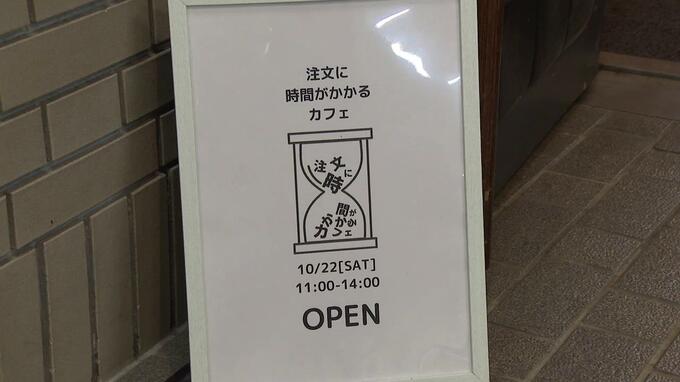 注文に
時間がかかる
カフェ
注文に
時
間が
かかる
カフェ
10/22[SAT]
11:00-14:00
OPEN